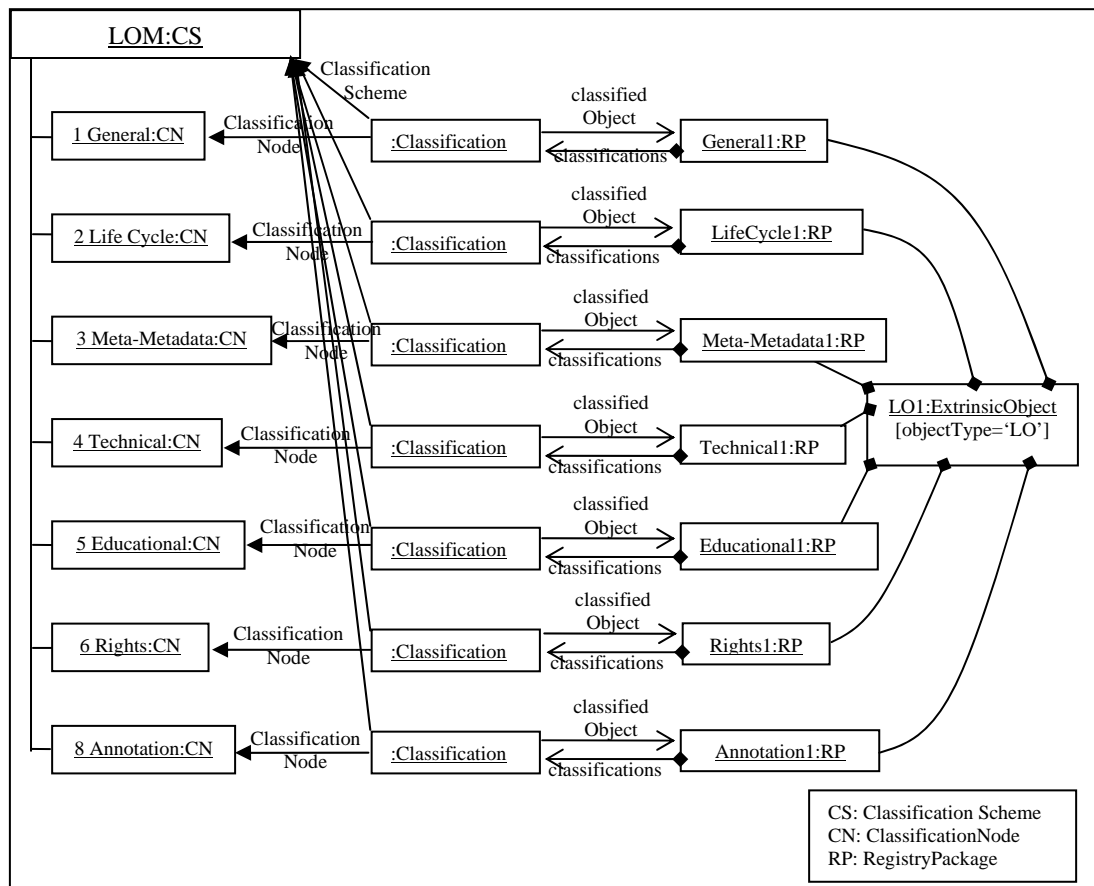 LOM:CS
Classification
Scheme
1 General:CN
Classification
Node
:Classification
classified
Object
classifications
General1:RP
2 Life Cycle:CN
Classification
Node
:Classification
classified
Object
classifications
LifeCycle1:RP
3 Meta-Metadata:CN
Classification
Node
:Classification
classified
Object
classifications
Meta-Metadata1:RP
LO1:ExtrinsicObject
[objectType=‘LO’]
4 Technical:CN
Classification
Node
:Classification
classified
Object
classifications
Technical1:RP
5 Educational:CN
Classification
Node
:Classification
classified
Object
classifications
Educational1:RP
6 Rights:CN
Classification
Node
:Classification
classified
Object
classifications
Rights1:RP
8 Annotation:CN
Classification
Node
:Classification
classified
Object
classifications
Annotation1:RP
CS: Classification Scheme
CN: ClassificationNode
RP: RegistryPackage